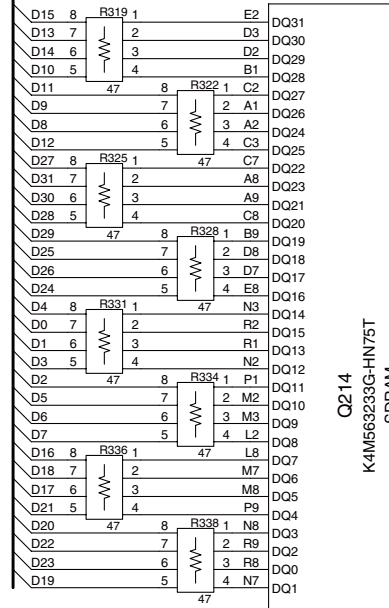 D15 8 R319 1 E2 DQ31
D13 7 2 D3 DQ30
D14 6 3 D2 DQ29
D10 5 4 B1 DQ28
D11 47 8 R322 1 C2 DQ27
D9 7 2 A1 DQ26
D8 6 3 A2 DQ24
D12 5 4 C3 DQ25
D27 8 R325 1 47 C7 DQ22
D31 7 2 A8 DQ23
D30 6 3 A9 DQ21
D28 5 4 C8 DQ20
D29 47 8 R328 1 B9 DQ19
D25 7 2 D8 DQ18
D26 6 3 D7 DQ17
D24 5 4 E8 DQ16
D4 8 R331 1 47 N3 DQ14
D0 7 2 R2 DQ15
D1 6 3 R1 DQ13
D3 5 4 N2 DQ12
D2 47 8 R334 1 P1 DQ11
D5 7 2 M2 DQ10
D6 6 3 M3 DQ9
D7 5 4 L2 DQ8
D16 8 R336 1 47 L8 DQ7
D18 7 2 M7 DQ6
D17 6 3 M8 DQ5
D21 5 4 P9 DQ4
D20 47 8 R338 1 N8 DQ3
D22 7 2 R9 DQ2
D23 6 3 R8 DQ0
D19 5 4 N7 DQ1
47
Q214
K4M563233G-HN75T
SDRAM